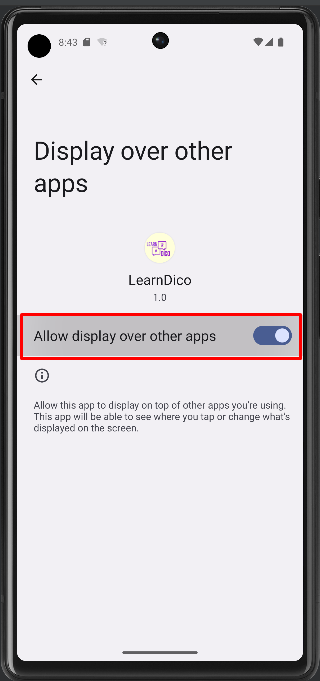 8:43
Display over other
apps
LEARN
DICO
LearnDico
1.0
Allow display over other apps
Allow this app to display on top of other apps you're using.
This app will be able to see where you tap or change what's
displayed on the screen.